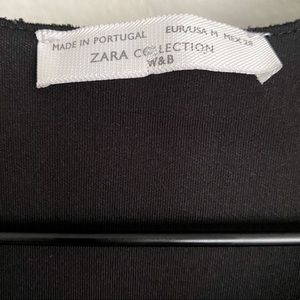 MADE IN PORTUGAL EUR/USA M MEX 28
ZARA COLLECTION
W&B